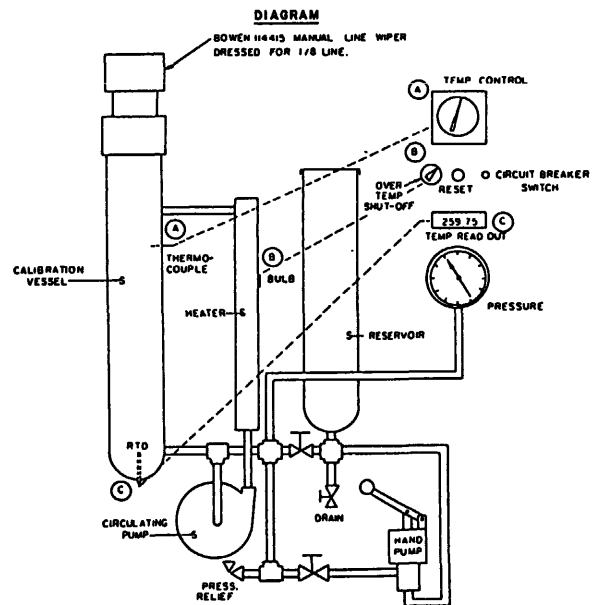 DIAGRAM
BOWEN 114415 MANUAL LINE WIPER
DRESSED FOR 1/8 LINE.
TEMP CONTROL
A
B
OVER
TEMP
SHUT-OFF
RESET
CIRCUIT BREAKER
SWITCH
259.75
C
TEMP READ OUT
A
THERMO-
COUPLE
B
BULB
CALIBRATION
VESSEL
HEATER
RESERVOIR
PRESSURE
RTD
C
CIRCULATING
PUMP
DRAIN
HAND
PUMP
PRESS.
RELIEF